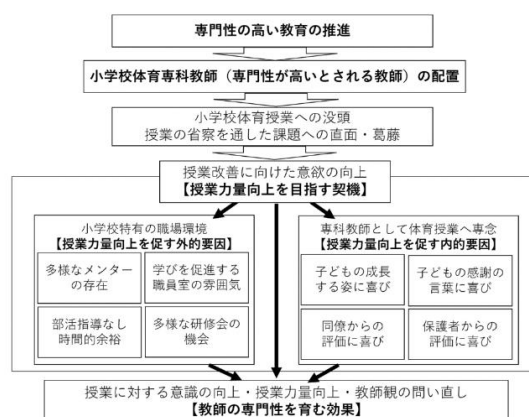 専門性の高い教育の推進
小学校体育専科教師（専門性が高いとされる教師）の配置
小学校体育授業への没頭
授業の省察を通した課題への直面・葛藤
授業改善に向けた意欲の向上
【授業力量向上を目指す契機】
小学校特有の職場環境
【授業力量向上を促す外的要因】
多様なメンター
の存在
学びを促進する
職員室の雰囲気
部活指導なし
時間的余裕
多様な研修会の
機会
専科教師として体育授業へ専念
【授業力量向上を促す内的要因】
子どもの成長
する姿に喜び
子どもの感謝の
言葉に喜び
同僚からの
評価に喜び
保護者からの
評価に喜び
授業に対する意識の向上・授業力量向上・教師観の問い直し
【教師の専門性を育む効果】